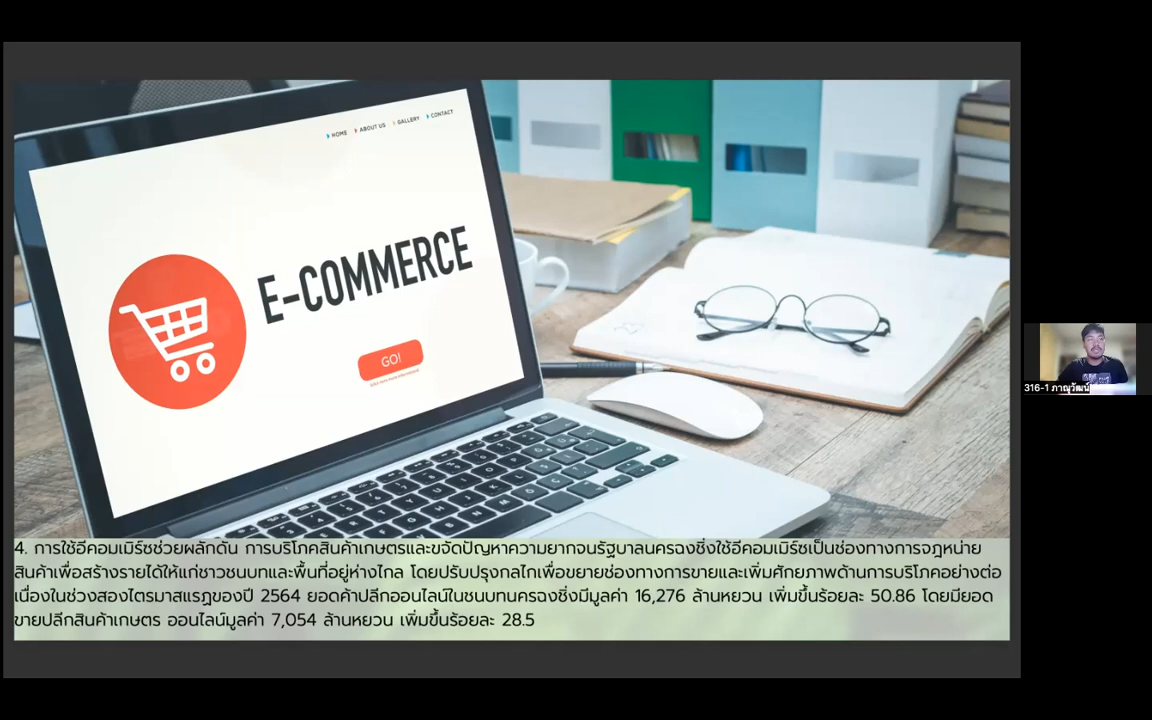 HOME
ABOUT US
GALLERY
CONTACT
E-COMMERCE
GO!
4. การใช้อีคอมเมิร์ซช่วยผลักดัน การบริโภคสินค้าเกษตรและขจัดปัญหาความยากจนรัฐบาลนครฉงชิ่งใช้อีคอมเมิร์ซเป็นช่องทางการจฎหน่าย
สินค้าเพื่อสร้างรายได้ให้แก่ชาวชนบทและพื้นที่อยู่ห่างไกล โดยปรับปรุงกลไกเพื่อขยายช่องทางการขายและเพิ่มศักยภาพด้านการบริโภคอย่างต่อ
เนื่องในช่วงสองไตรมาสแรฏของปี 2564 ยอดค้าปลีกออนไลน์ในชนบทนครฉงชิ่งมีมูลค่า 16,276 ล้านหยวน เพิ่มขึ้นร้อยละ 50.86 โดยมียอด
ขายปลีกสินค้าเกษตร ออนไลน์มูลค่า 7,054 ล้านหยวน เพิ่มขึ้นร้อยละ 28.5
316-1 ภาณุวัฒน์